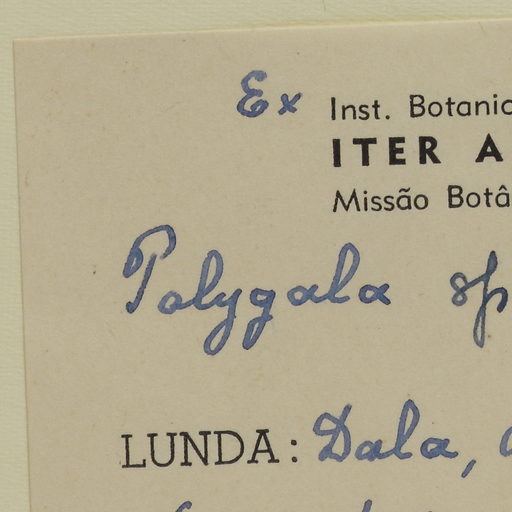 Ex Inst. Botanic
ITER A
Missão Botâ
Polygala sp
LUNDA: Dala,